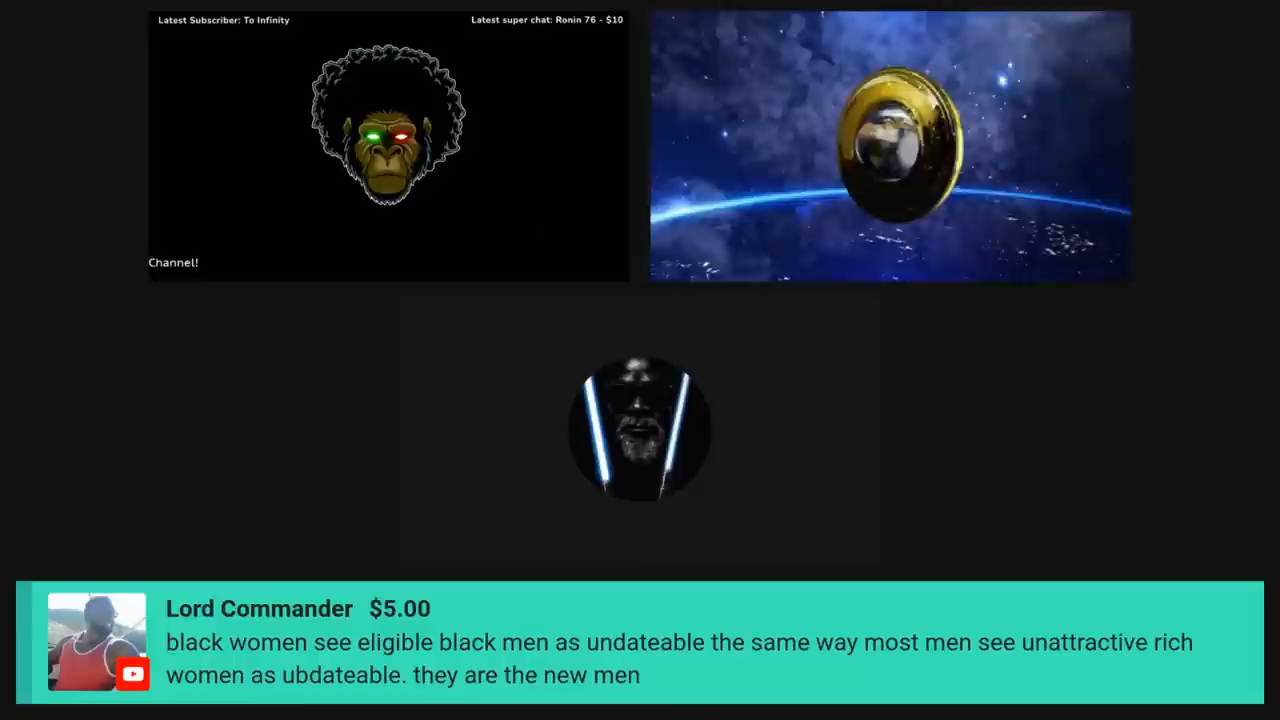 Latest Subscriber: To Infinity
Latest super chat: Ronin 76 - $10
Channel!
Lord Commander $5.00
black women see eligible black men as undateable the same way most men see unattractive rich
women as ubdateable. they are the new men